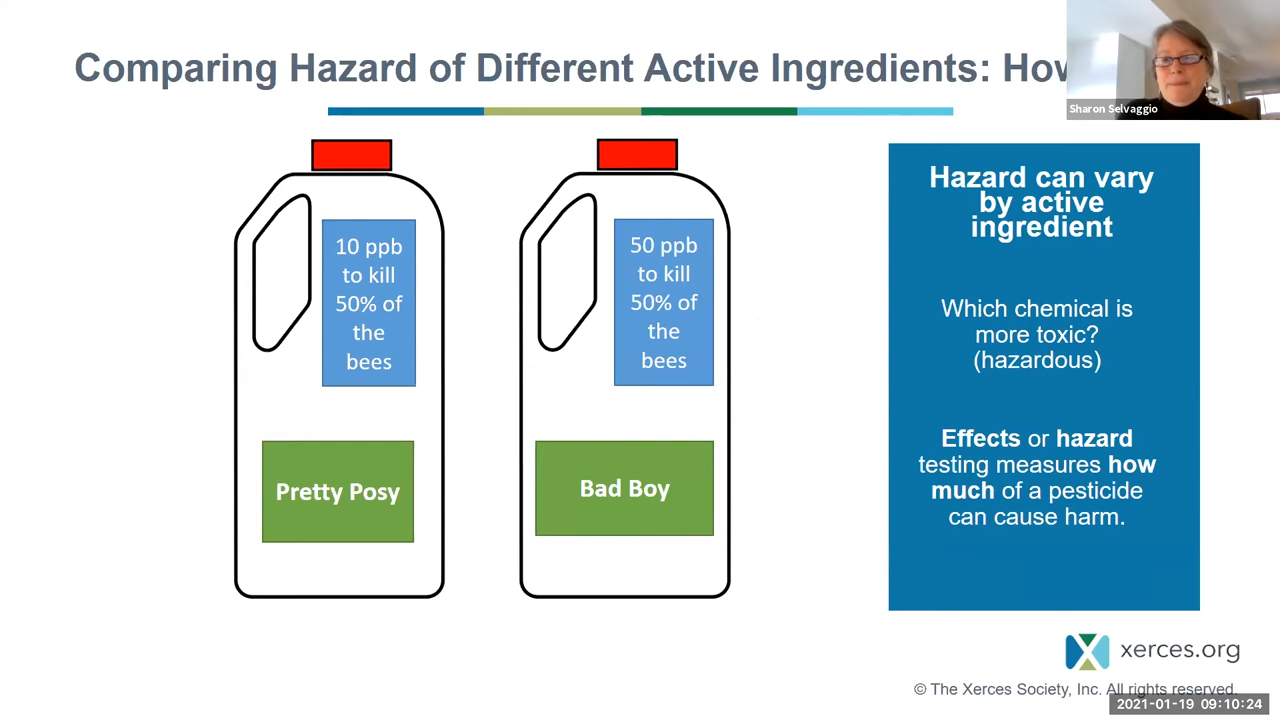 Comparing Hazard of Different Active Ingredients: How
Sharon Selvaggio
10 ppb
to kill
50% of
the
bees
Pretty Posy
50 ppb
to kill
50% of
the
bees
Bad Boy
Hazard can vary
by active
ingredient
Which chemical is
more toxic?
(hazardous)
Effects or hazard
testing measures how
much of a pesticide
can cause harm.
xerces.org
© The Xerces Society, Inc. All rights reserved.
2021-01-19 09:10:24